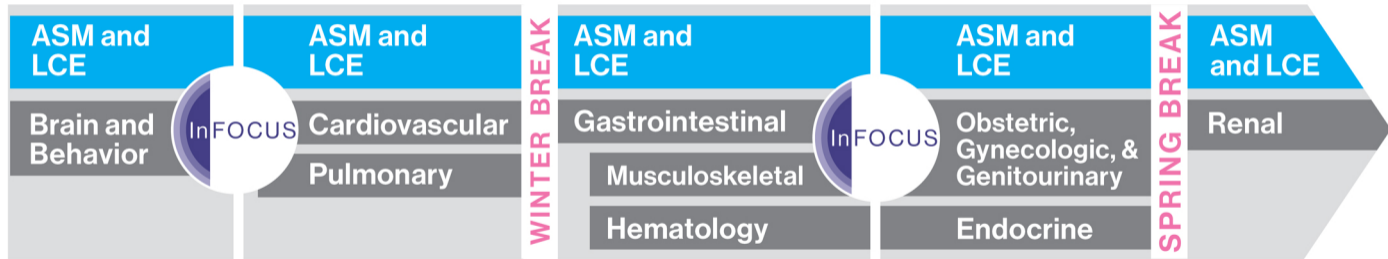 ASM and
LCE
Brain and
Behavior
InFOCUS
ASM and
LCE
Cardiovascular
Pulmonary
WINTER BREAK
ASM and
LCE
Gastrointestinal
Musculoskeletal
Hematology
InFOCUS
ASM and
LCE
Obstetric,
Gynecologic, &
Genitourinary
Endocrine
SPRING BREAK
ASM
and LCE
Renal